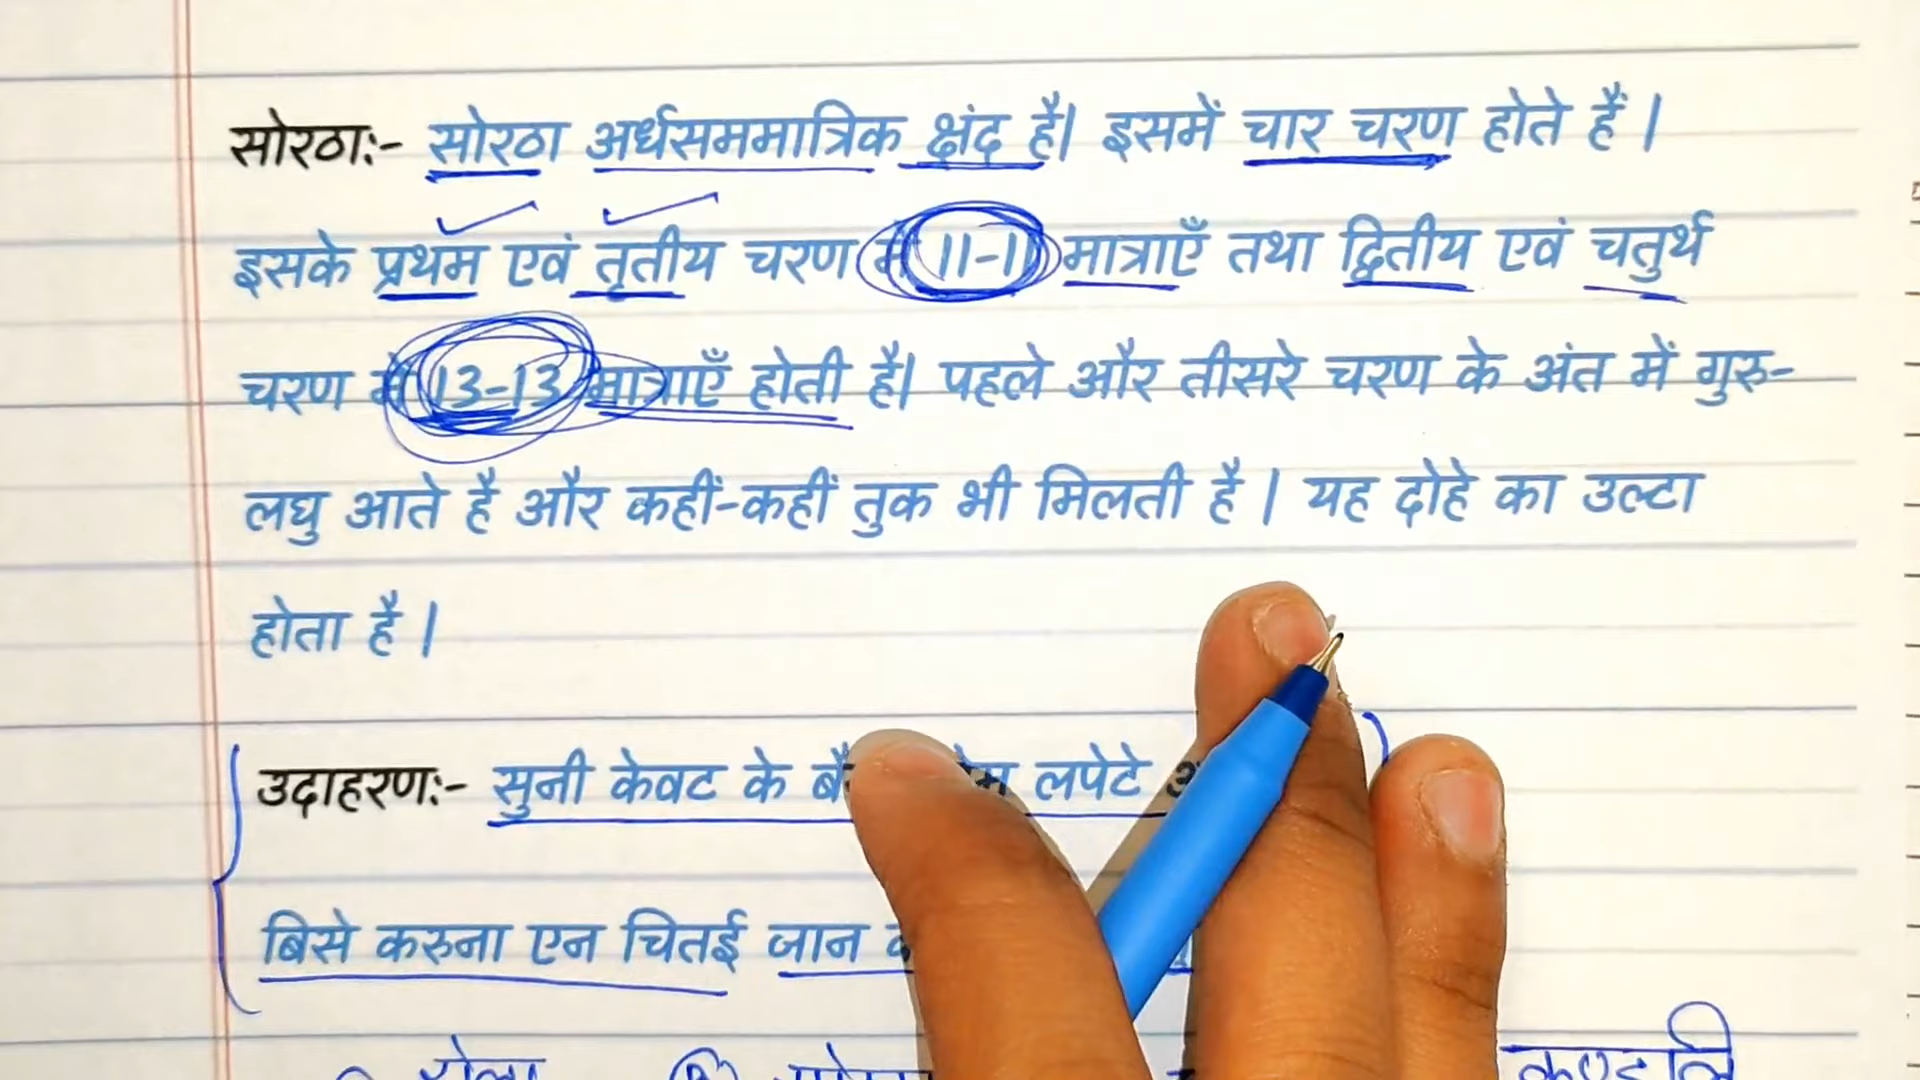 सोरठा:- सोरठा अर्धसममात्रिक क्षंद है। इसमें चार चरण होते हैं।
इसके प्रथम एवं तृतीय चरण में 11-11 मात्राएँ तथा द्वितीय एवं चतुर्थ
चरण में 13-13 मात्राएँ होती है। पहले और तीसरे चरण के अंत में गुरु-
लघु आते है और कहीं-कहीं तुक भी मिलती है। यह दोहे का उल्टा
होता है।
उदाहरण:- सुनी केवट के लपेटे
बिसे करुना एन चितई जान